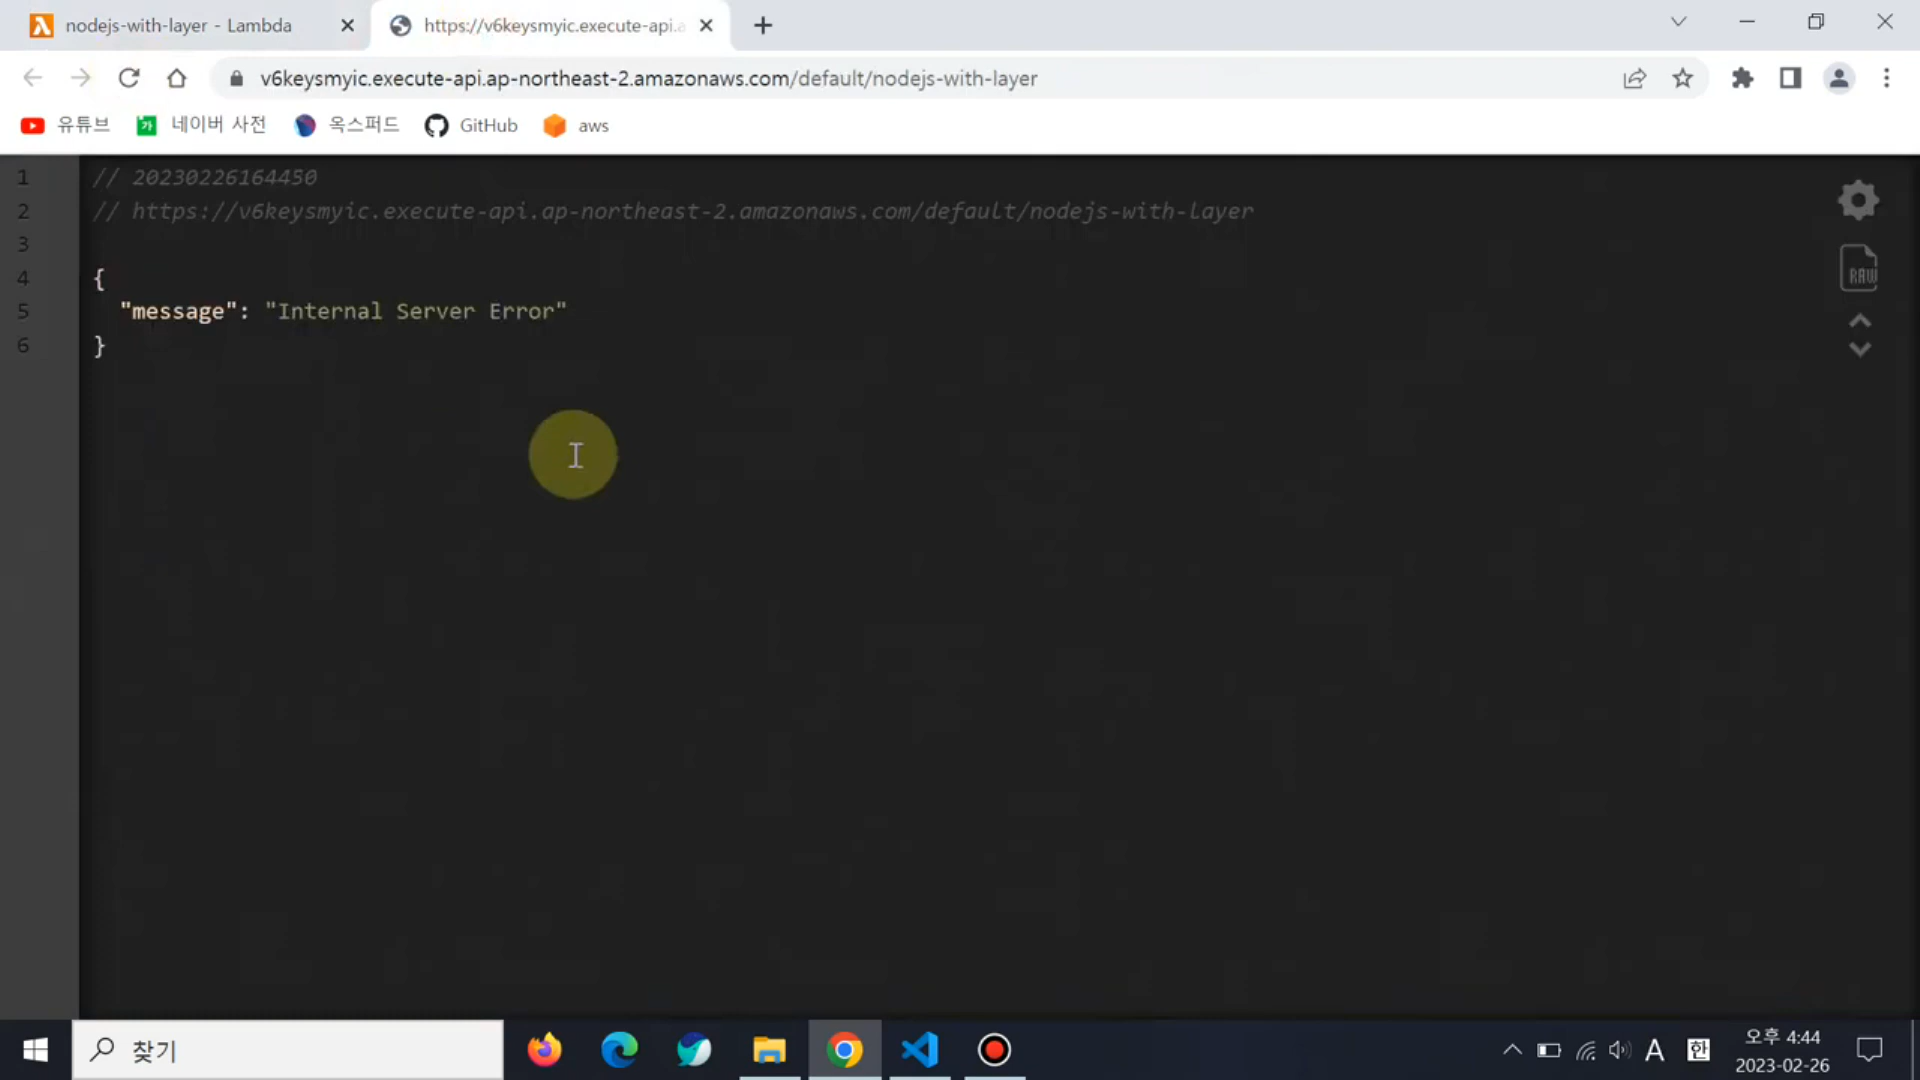 nodejs-with-layer - Lambda
https://v6keysmyic.execute-api.a
v6keysmyic.execute-api.ap-northeast-2.amazonaws.com/default/nodejs-with-layer
유튜브
가
네이버 사전
옥스퍼드
GitHub
aws
1 // 20230226164450
2 // https://v6keysmyic.execute-api.ap-northeast-2.amazonaws.com/default/nodejs-with-layer
3
4 {
5 "message": "Internal Server Error"
6 }
RAW
찾기
A
한
오후 4:44
2023-02-26